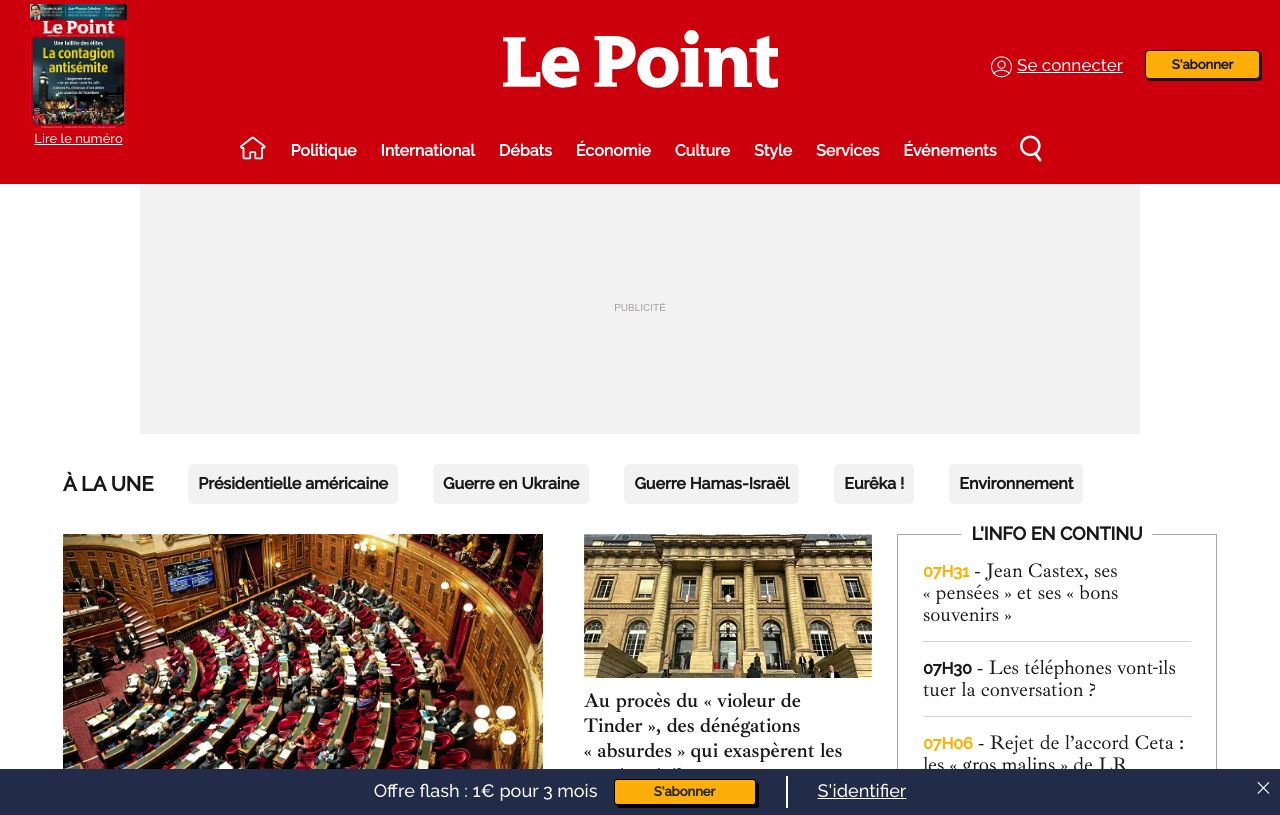 Le Point
Une faillite des élites
La contagion
antisémite
Lire le numéro
Le Point
Se connecter
S'abonner
Politique
International
Débats
Économie
Culture
Style
Services
Événements
PUBLICITÉ
À LA UNE
Présidentielle américaine
Guerre en Ukraine
Guerre Hamas-Israël
Eurêka !
Environnement
Au procès du « violeur de
Tinder », des dénégations
« absurdes » qui exaspèrent les
L'INFO EN CONTINU
07H31 - Jean Castex, ses
« pensées » et ses « bons
souvenirs »
07H30 - Les téléphones vont-ils
tuer la conversation ?
07H06 - Rejet de l'accord Ceta :
les « gros malins » de LR
Offre flash : 1€ pour 3 mois
S'abonner
S'identifier